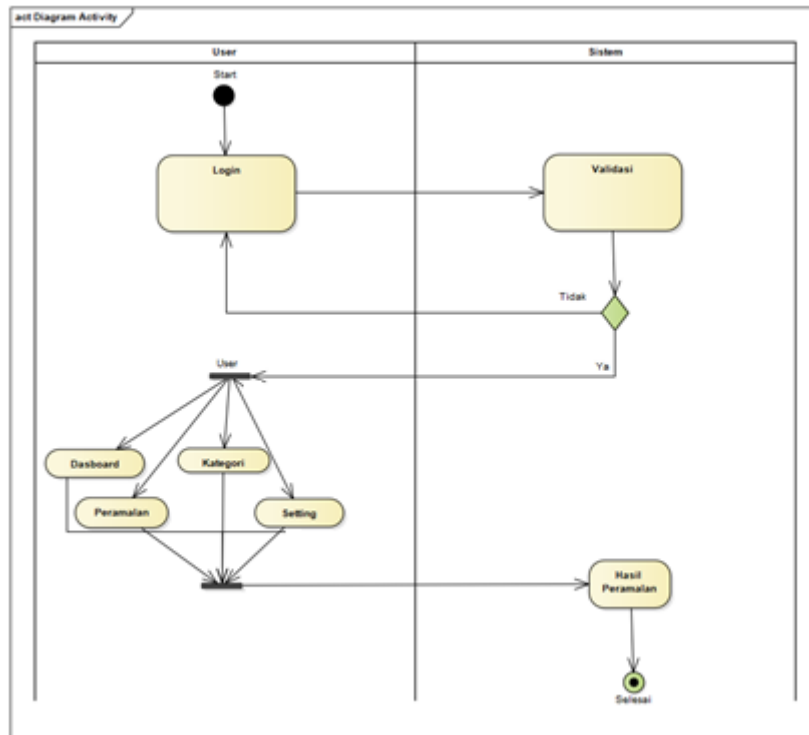 act Diagram Activity
User
Sistem
Start
Login
Validasi
Tidak
Ya
User
Dasboard
Kategori
Peramalan
Setting
Hasil
Peramalan
Selesai